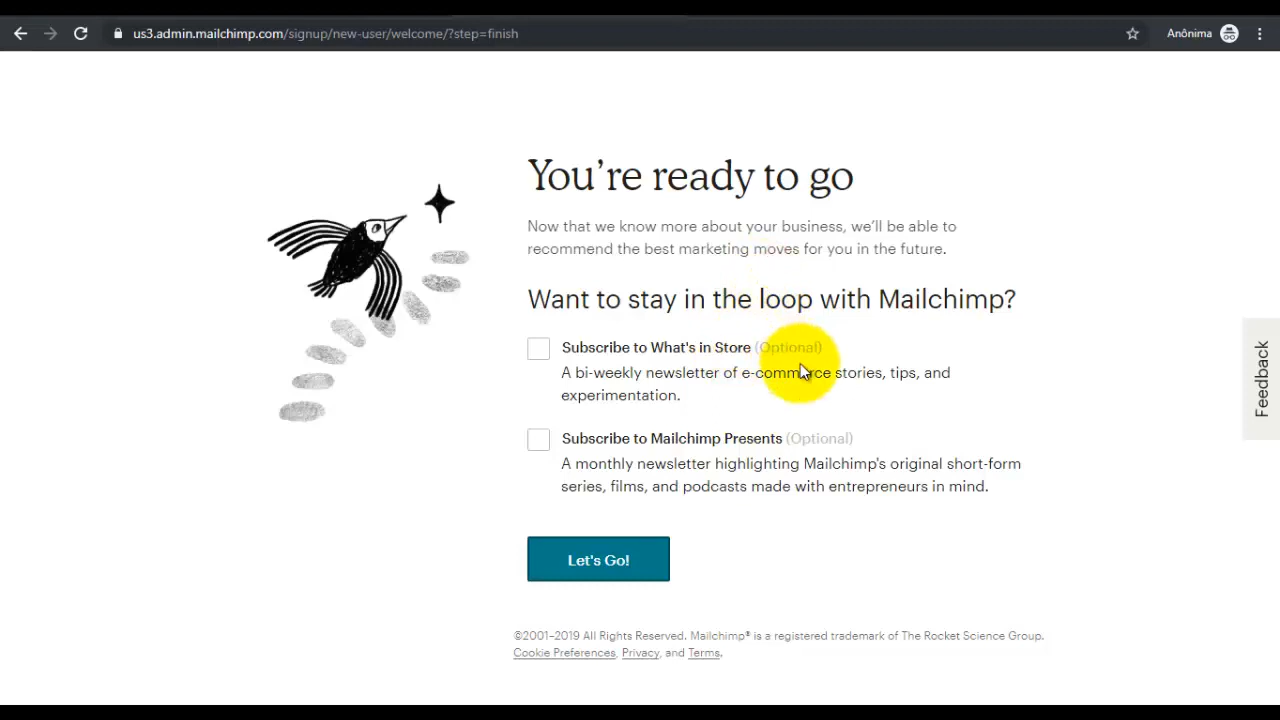 us3.admin.mailchimp.com/signup/new-user/welcome/?step=finish
Anônima
You're ready to go
Now that we know more about your business, we'll be able to
recommend the best marketing moves for you in the future.
Want to stay in the loop with Mailchimp?
Subscribe to What's in Store (Optional)
A bi-weekly newsletter of e-commerce stories, tips, and
experimentation.
Subscribe to Mailchimp Presents (Optional)
A monthly newsletter highlighting Mailchimp's original short-form
series, films, and podcasts made with entrepreneurs in mind.
Let's Go!
Feedback
©2001–2019 All Rights Reserved. Mailchimp® is a registered trademark of The Rocket Science Group.
Cookie Preferences, Privacy, and Terms.